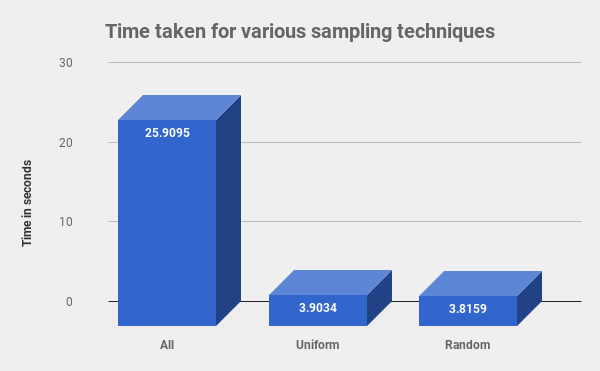 Time taken for various sampling techniques
30
20
10
0
Time in seconds
25.9095
3.9034
3.8159
All
Uniform
Random